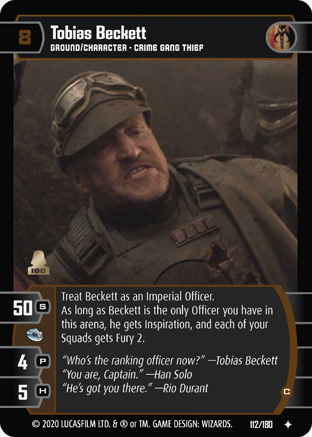 8
Tobias Beckett
GROUND/CHARACTER - CRIME GANG THIEF
IDC
50 S
Treat Beckett as an Imperial Officer.
As long as Beckett is the only Officer you have in
this arena, he gets Inspiration, and each of your
Squads gets Fury 2.
4 P
“Who's the ranking officer now?” —Tobias Beckett
“You are, Captain.” —Han Solo
5 H
“He's got you there.” —Rio Durant
C
© 2020 LUCASFILM LTD. & ® or TM. GAME DESIGN: WIZARDS.
112/180